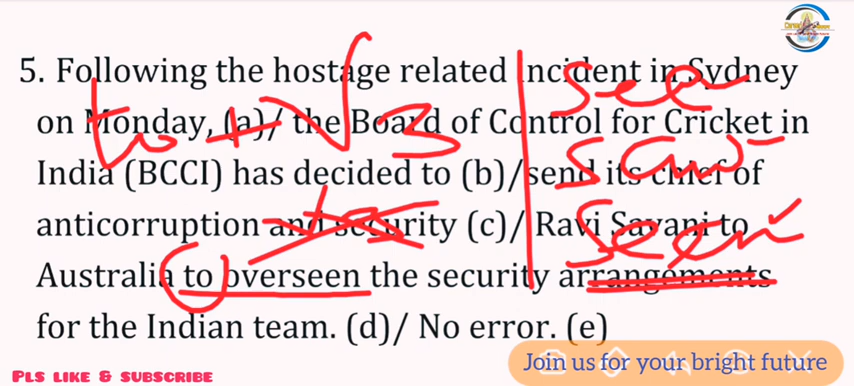 5. Following the hostage related Incident in Sydney
on Monday, (a)/ the Board of Control for Cricket in
India (BCCI) has decided to (b)/send its chief of
anticorruption and security (c)/ Ravi Savani to
Australia to overseen the security arrangements
for the Indian team. (d)/ No error. (e)
to + V3
see
saw
seen
Join us for your bright future
PLS LIKE & SUBSCRIBE